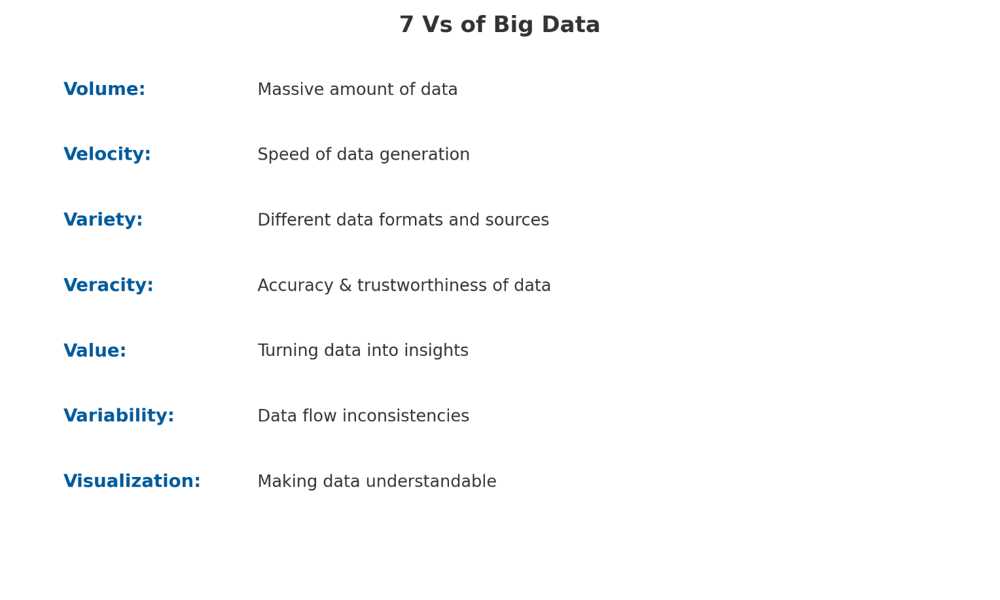 7 Vs of Big Data
Volume: Massive amount of data
Velocity: Speed of data generation
Variety: Different data formats and sources
Veracity: Accuracy & trustworthiness of data
Value: Turning data into insights
Variability: Data flow inconsistencies
Visualization: Making data understandable